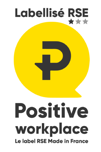 Labellisé RSE
Positive
workplace
Le label RSE Made in France